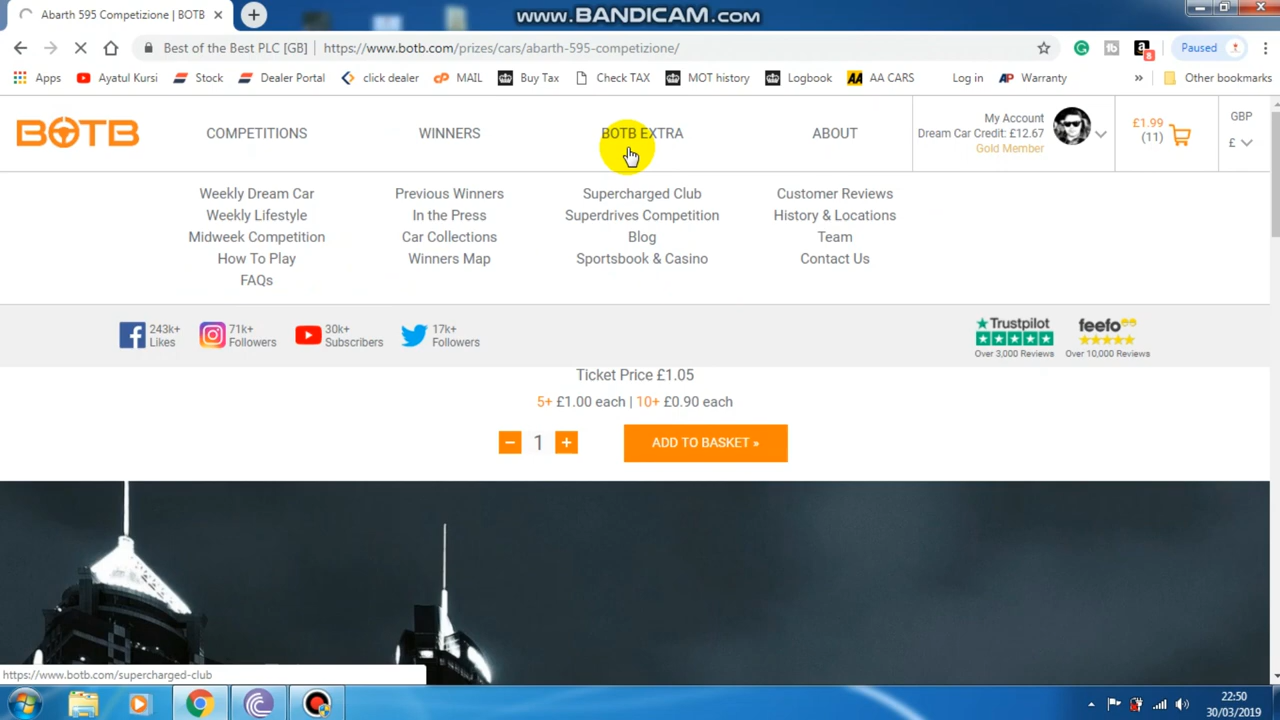 www.BANDICAM.com
Abarth 595 Competizione | BOTB
Best of the Best PLC [GB] | https://www.botb.com/prizes/cars/abarth-595-competizione/
Paused
Apps Ayatul Kursi Stock Dealer Portal click dealer MAIL Buy Tax Check TAX MOT history Logbook AA CARS Log in Warranty » Other bookmarks
BOTB COMPETITIONS WINNERS BOTB EXTRA ABOUT
My Account
Dream Car Credit: £12.67
Gold Member
£1.99
(11)
GBP
£
Weekly Dream Car Previous Winners Supercharged Club Customer Reviews
Weekly Lifestyle In the Press Superdrives Competition History & Locations
Midweek Competition Car Collections Blog Team
How To Play Winners Map Sportsbook & Casino Contact Us
FAQs
243k+ Likes
71k+ Followers
30k+ Subscribers
17k+ Followers
Trustpilot
Over 3,000 Reviews
feefo
Over 10,000 Reviews
Ticket Price £1.05
5+ £1.00 each | 10+ £0.90 each
− 1 + ADD TO BASKET »
https://www.botb.com/supercharged-club
22:50
30/03/2019